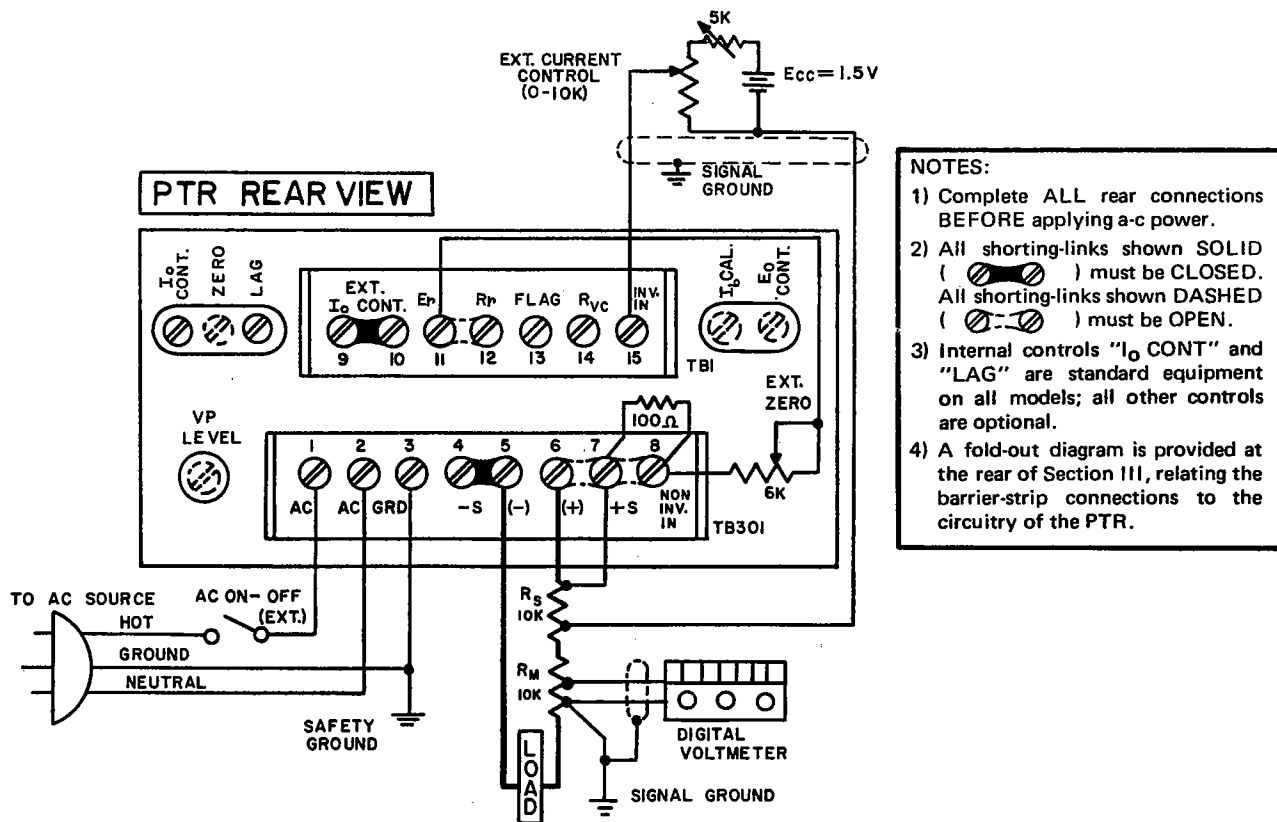 5K
EXT. CURRENT
CONTROL
(0-10K)
Ecc=1.5V
SIGNAL
GROUND
PTR REAR VIEW
I₀ CONT.
ZERO
LAG
EXT.
I₀ CONT.
Er
Rr
FLAG
RVC
INV. IN
9
10
11
12
13
14
15
TB1
Ib CAL.
E₀ CONT.
EXT.
ZERO
VP
LEVEL
100Ω
1
2
3
4
5
6
7
8
AC
AC
GRD
-S
(-)
(+)
+S
NON
INV.
IN
TB301
6K
TO AC SOURCE
HOT
AC ON-OFF
(EXT.)
GROUND
NEUTRAL
SAFETY
GROUND
RS
10K
RM
10K
DIGITAL
VOLTMETER
LOAD
SIGNAL GROUND
NOTES:
1) Complete ALL rear connections
BEFORE applying a-c power.
2) All shorting-links shown SOLID
( ) must be CLOSED.
All shorting-links shown DASHED
( ) must be OPEN.
3) Internal controls "I₀ CONT" and
"LAG" are standard equipment
on all models; all other controls
are optional.
4) A fold-out diagram is provided at
the rear of Section III, relating the
barrier-strip connections to the
circuitry of the PTR.